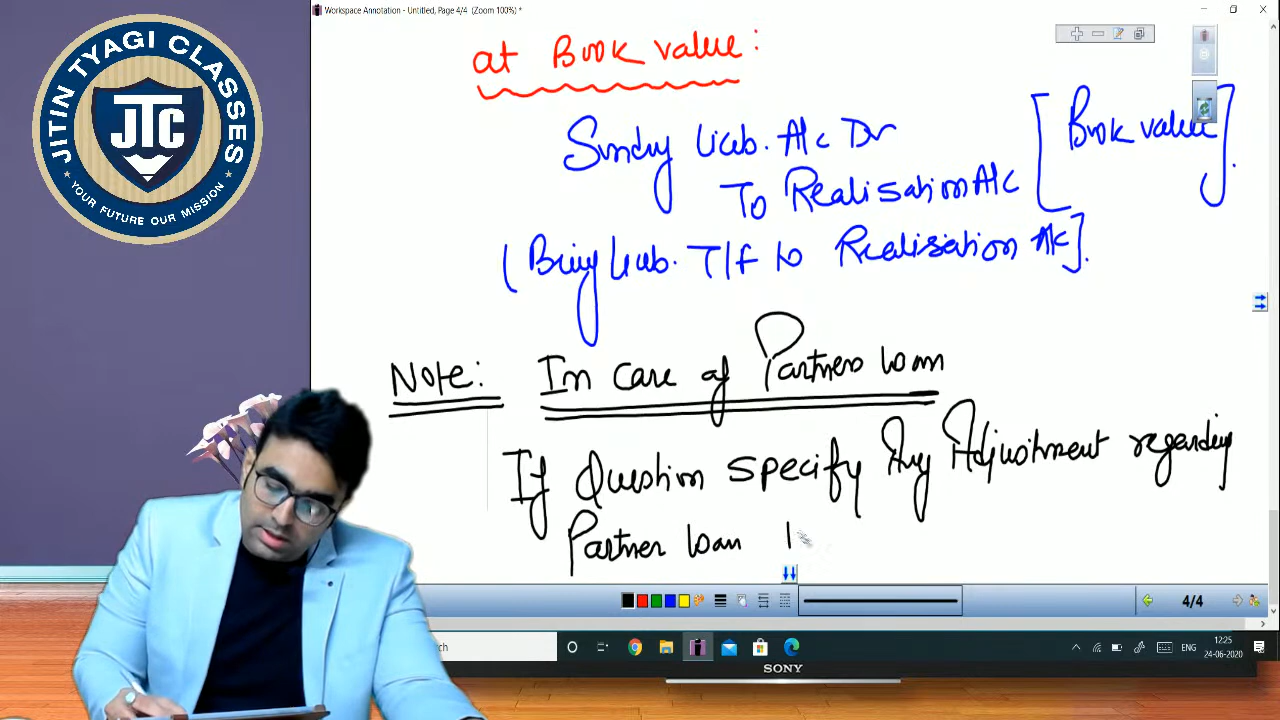 Workspace Annotation - Untitled, Page 4/4 (Zoom 100%) *
JITIN TYAGI CLASSES
JTC
YOUR FUTURE OUR MISSION
at Book value:
Sundry Liab. A/c Dr
To Realisation A/c
[Book value].
(Being Liab. T/f to Realisation A/c].
Note: In Case of Partners loan
If Question specify Any Adjustment regarding
Partner loan
4/4
ch
ENG
12:25
24-06-2020
SONY